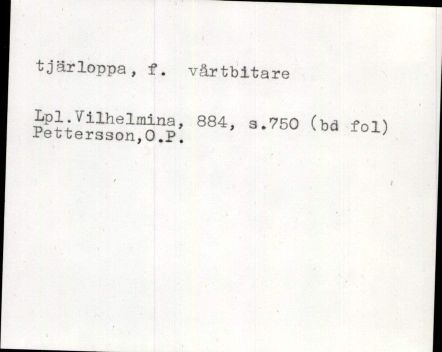 tjärloppa, f. vårtbitare
Lpl.Vilhelmina, 884, s.750 (bd fol)
Pettersson,O.P.